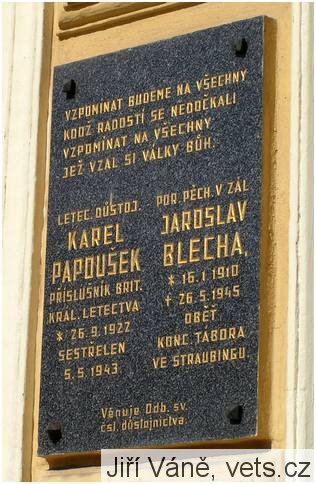 VZPOMÍNAT BUDEME NA VŠECHNY
KDOŽ RADOSTÍ SE NEDOČKALI
VZPOMÍNAT NA VŠECHNY
JEŽ VZAL SI VÁLKY BŮH.
LETEC. DŮSTOJ.
KAREL
PAPOUŠEK
PŘÍSLUŠNÍK BRIT.
KRÁL. LETECTVA
* 26.9.1922
SESTŘELEN
5.5.1943
POR. PĚCH. V ZÁL
JAROSLAV
BLECHA,
* 16.1.1910
† 26.5.1945
OBĚŤ
KONC. TÁBORA
VE STRAUBINGU.
Věnuje Odb. sv.
čsl. důstojnictva.
Jiří Váně, vets.cz